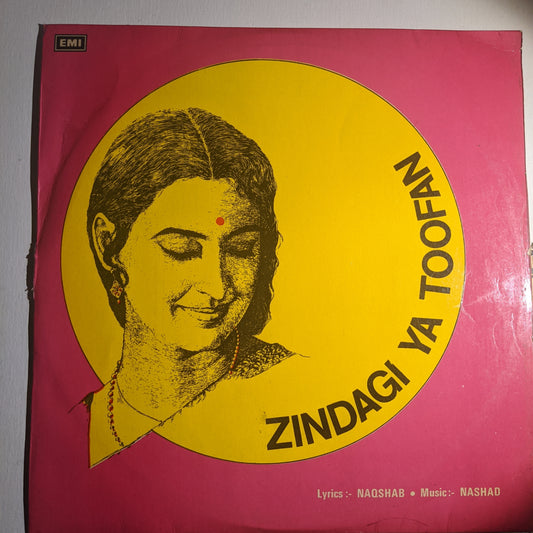 EMI
ZINDAGI YA TOOFAN
Lyrics :- NAQSHAB • Music:- NASHAD